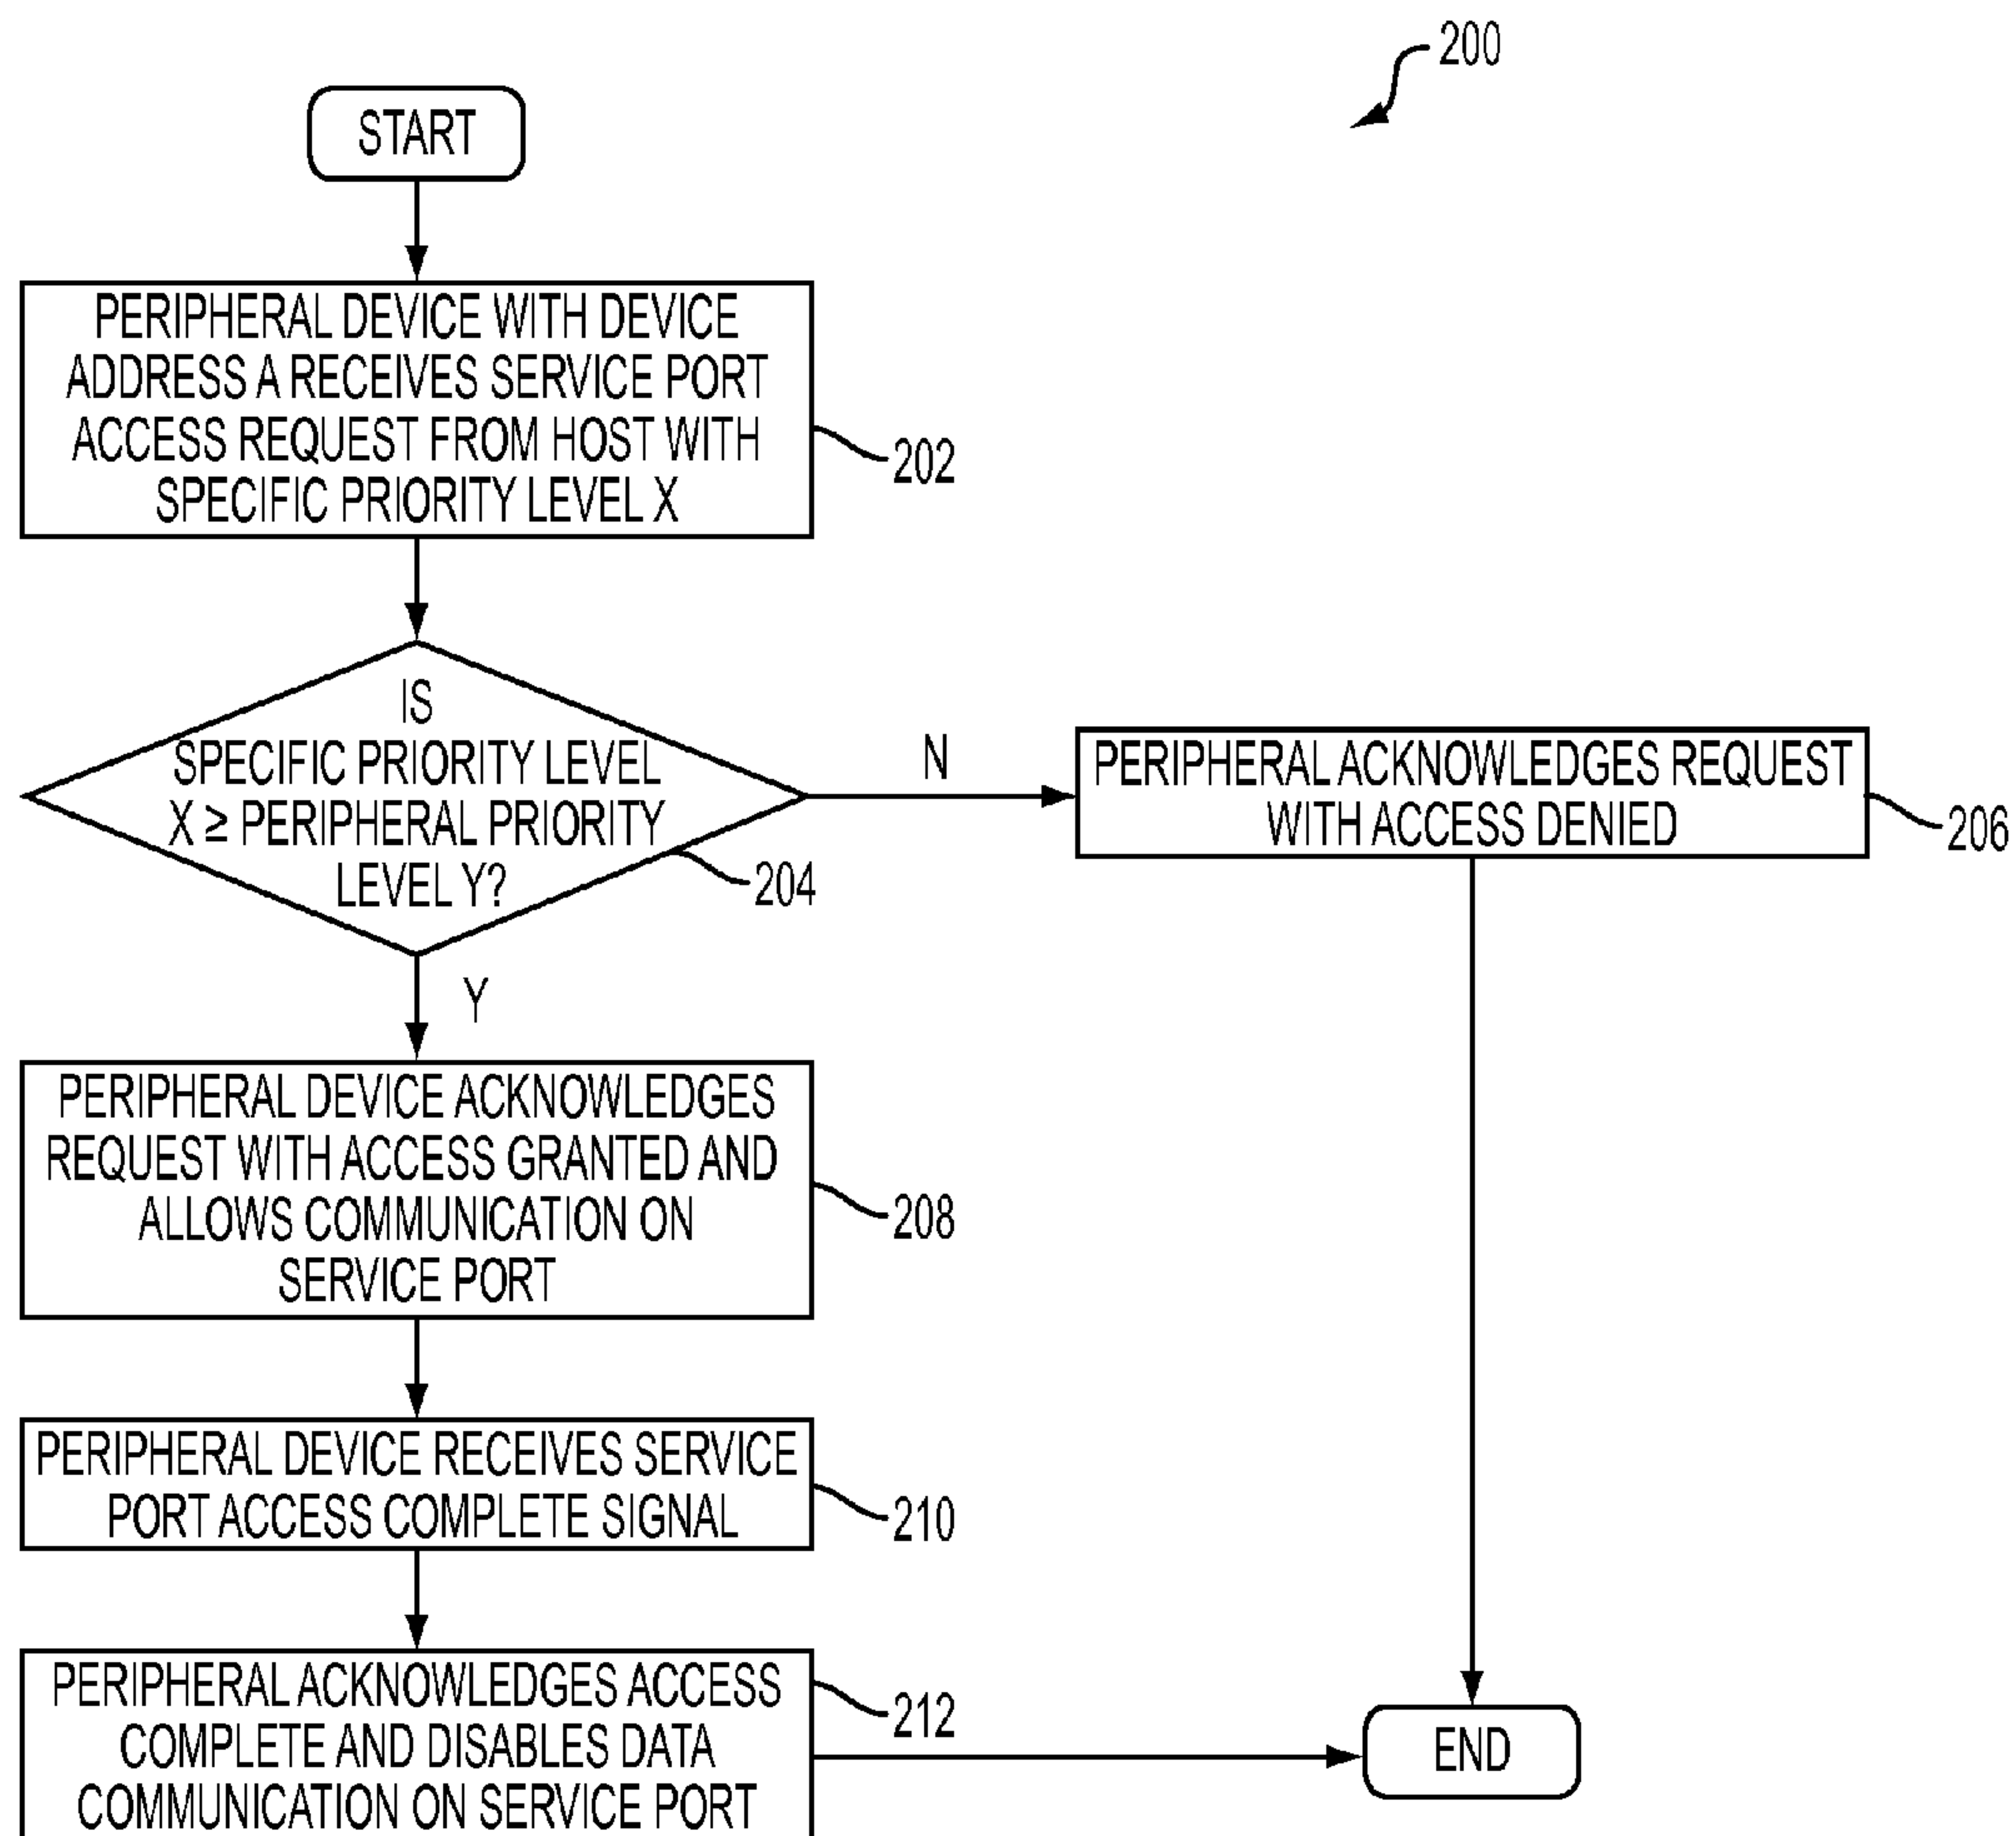 200
START
PERIPHERAL DEVICE WITH DEVICE
ADDRESS A RECEIVES SERVICE PORT
ACCESS REQUEST FROM HOST WITH
SPECIFIC PRIORITY LEVEL X
202
IS
SPECIFIC PRIORITY LEVEL
X ≥ PERIPHERAL PRIORITY
LEVEL Y?
204
N
PERIPHERAL ACKNOWLEDGES REQUEST
WITH ACCESS DENIED
206
Y
PERIPHERAL DEVICE ACKNOWLEDGES
REQUEST WITH ACCESS GRANTED AND
ALLOWS COMMUNICATION ON
SERVICE PORT
208
PERIPHERAL DEVICE RECEIVES SERVICE
PORT ACCESS COMPLETE SIGNAL
210
PERIPHERAL ACKNOWLEDGES ACCESS
COMPLETE AND DISABLES DATA
COMMUNICATION ON SERVICE PORT
212
END